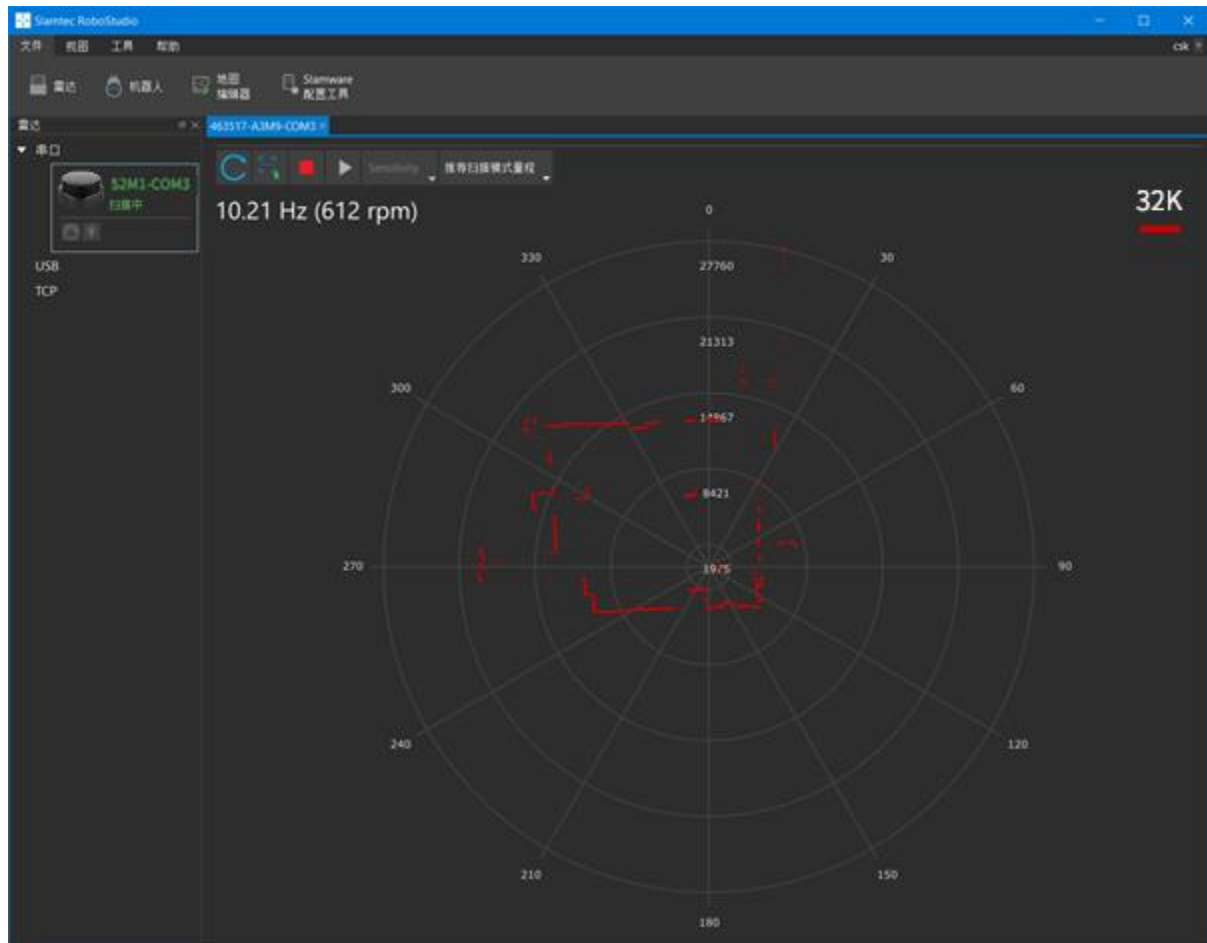 Slamtec RoboStudio
文件 视图 工具 帮助
csk
雷达
机器人
地图
编辑器
Slamware
配置工具
雷达
463517-A3M9-COM3
串口
S2M1-COM3
扫描中
USB
TCP
Sensitivity
推荐扫描模式量程
10.21 Hz (612 rpm)
32K
0
330
30
27760
21313
300
60
14867
8421
270
1975
90
240
120
210
150
180